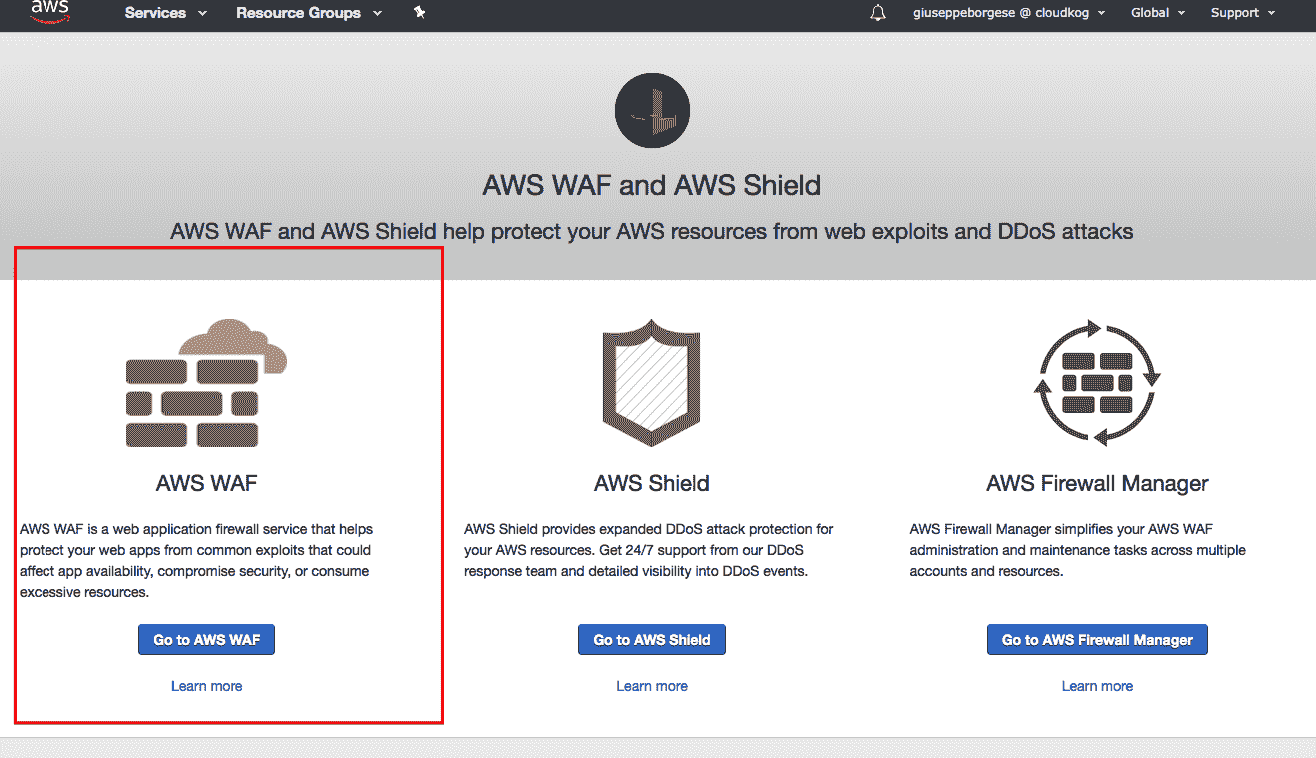 aws
Services
Resource Groups
giuseppeborgese @ cloudkog
Global
Support
AWS WAF and AWS Shield
AWS WAF and AWS Shield help protect your AWS resources from web exploits and DDoS attacks
AWS WAF
AWS WAF is a web application firewall service that helps
protect your web apps from common exploits that could
affect app availability, compromise security, or consume
excessive resources.
Go to AWS WAF
Learn more
AWS Shield
AWS Shield provides expanded DDoS attack protection for
your AWS resources. Get 24/7 support from our DDoS
response team and detailed visibility into DDoS events.
Go to AWS Shield
Learn more
AWS Firewall Manager
AWS Firewall Manager simplifies your AWS WAF
administration and maintenance tasks across multiple
accounts and resources.
Go to AWS Firewall Manager
Learn more